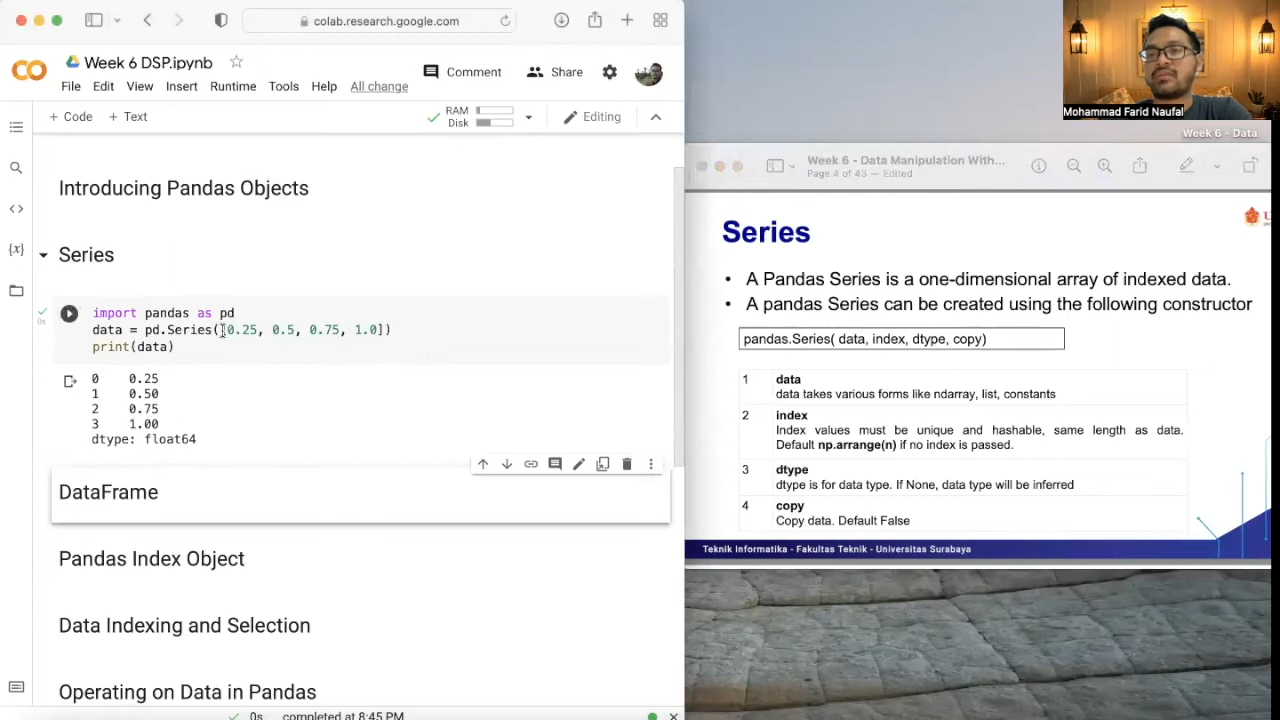 colab.research.google.com
Week 6 DSP.ipynb
Comment
Share
File Edit View Insert Runtime Tools Help All change
+ Code + Text
RAM
Disk
Editing
Introducing Pandas Objects
Series
import pandas as pd
data = pd.Series([0.25, 0.5, 0.75, 1.0])
print(data)
0 0.25
1 0.50
2 0.75
3 1.00
dtype: float64
DataFrame
Pandas Index Object
Data Indexing and Selection
Operating on Data in Pandas
0s completed at 8:45 PM
Mohammad Farid Naufal
Week 6 - Data
Week 6 - Data Manipulation With...
Page 4 of 43 — Edited
Series
• A Pandas Series is a one-dimensional array of indexed data.
• A pandas Series can be created using the following constructor
pandas.Series( data, index, dtype, copy)
1 data
data takes various forms like ndarray, list, constants
2 index
Index values must be unique and hashable, same length as data.
Default np.arrange(n) if no index is passed.
3 dtype
dtype is for data type. If None, data type will be inferred
4 copy
Copy data. Default False
Teknik Informatika - Fakultas Teknik - Universitas Surabaya